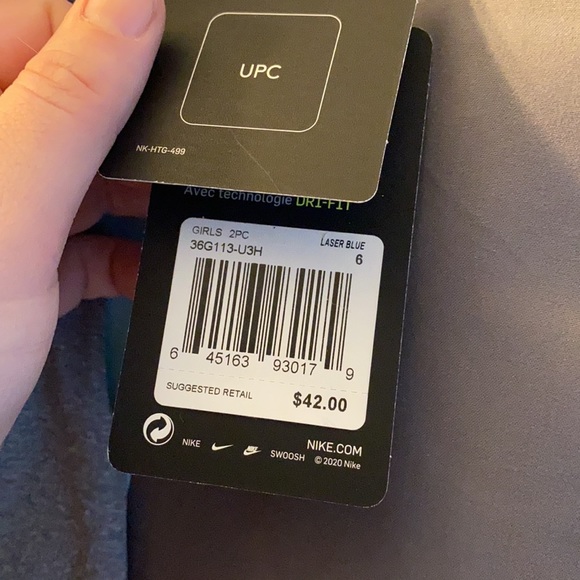 UPC
NK-HTG-499
Avec technologie DRI-FIT
GIRLS 2PC LASER BLUE
36G113-U3H 6
6 45163 93017 9
SUGGESTED RETAIL $42.00
NIKE SWOOSH NIKE.COM
© 2020 Nike